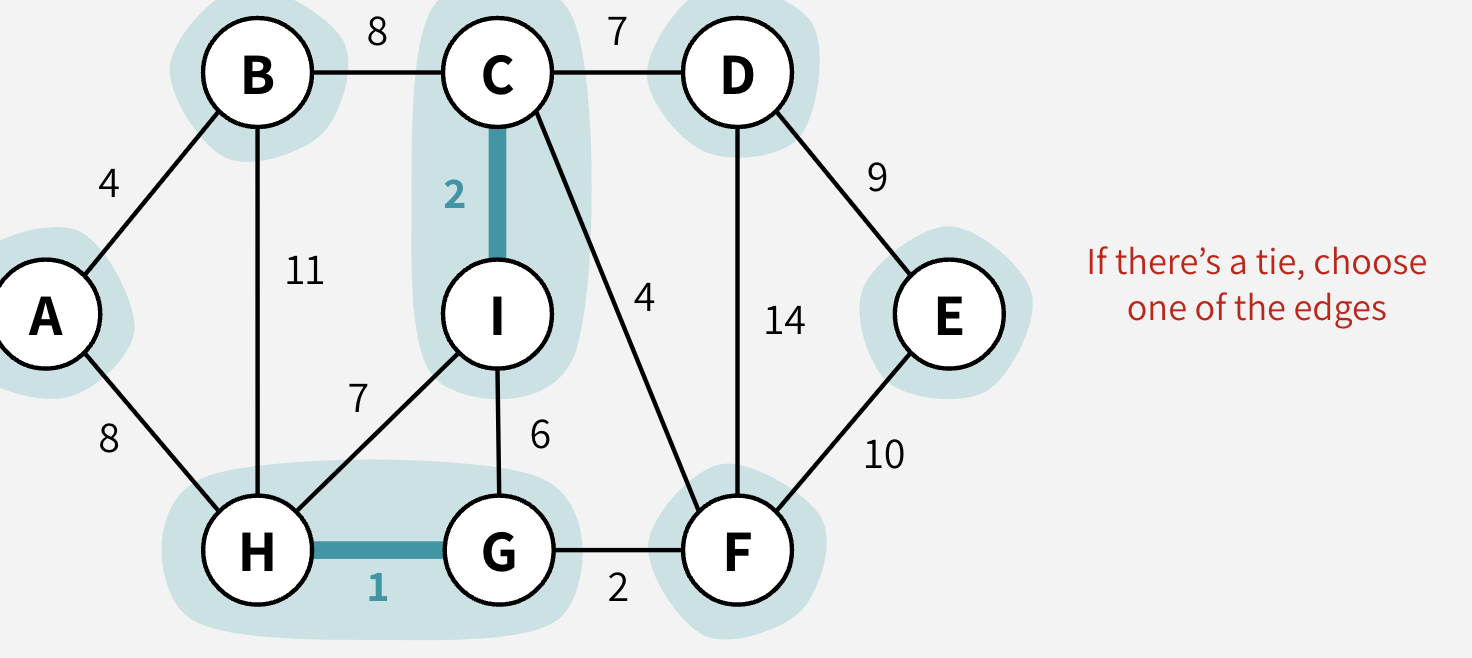 8
7
B
C
D
4
2
9
11
If there’s a tie, choose
one of the edges
4
A
I
14
E
7
6
8
10
H
G
F
1
2